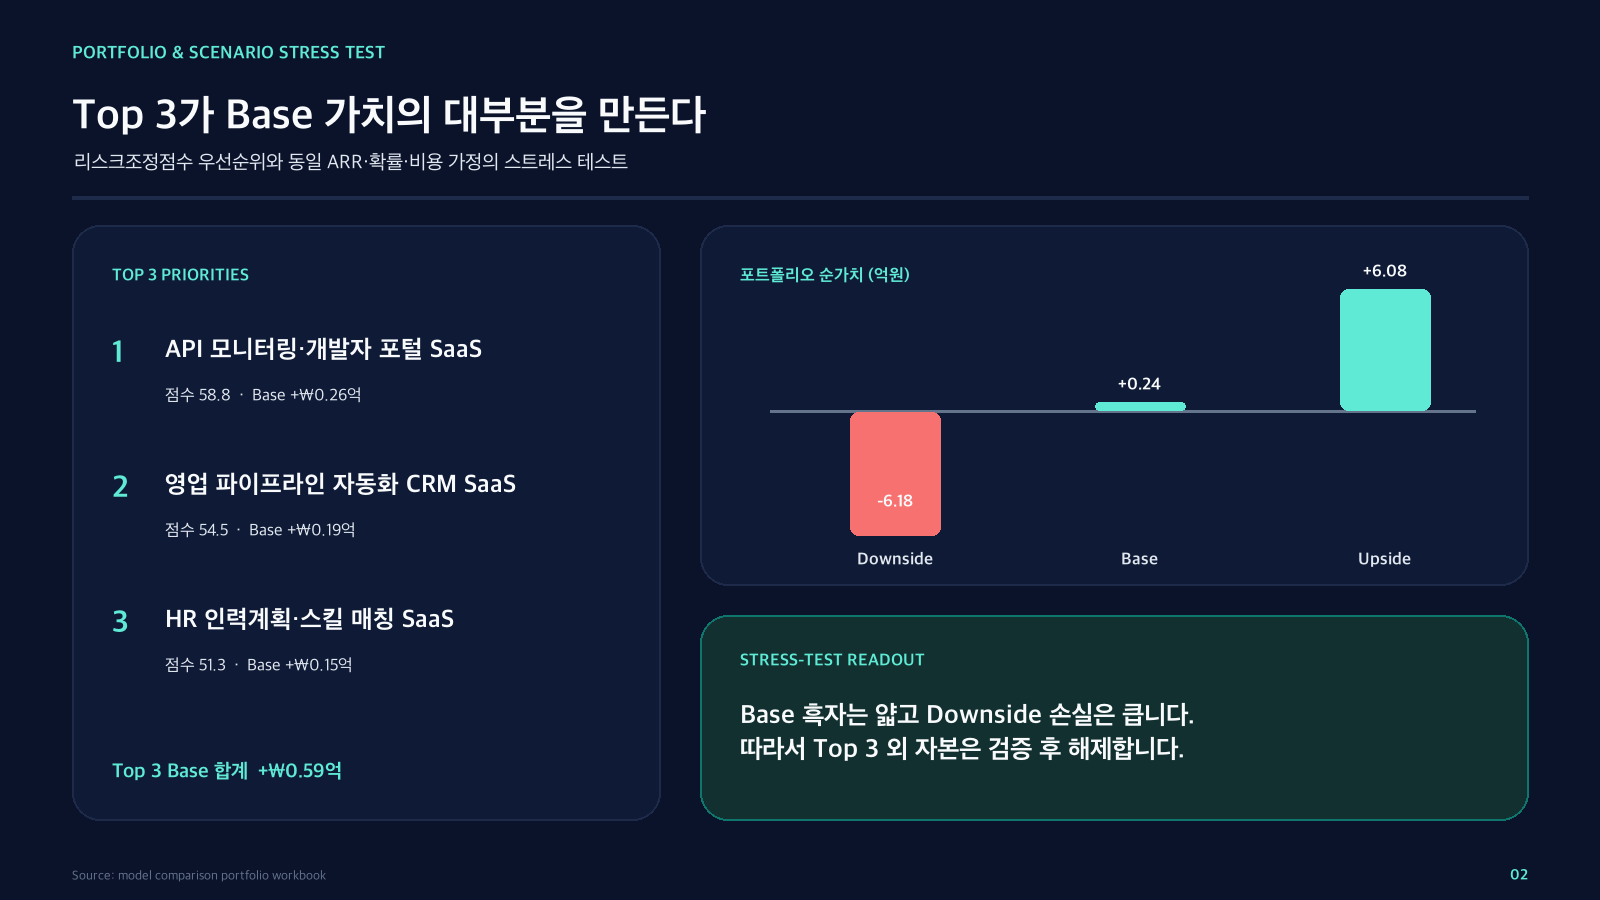 PORTFOLIO & SCENARIO STRESS TEST
Top 3가 Base 가치의 대부분을 만든다
리스크조정점수 우선순위와 동일 ARR·확률·비용 가정의 스트레스 테스트
TOP 3 PRIORITIES
1 API 모니터링·개발자 포털 SaaS
점수 58.8 · Base +₩0.26억
2 영업 파이프라인 자동화 CRM SaaS
점수 54.5 · Base +₩0.19억
3 HR 인력계획·스킬 매칭 SaaS
점수 51.3 · Base +₩0.15억
Top 3 Base 합계 +₩0.59억
포트폴리오 순가치 (억원)
+6.08
+0.24
-6.18
Downside Base Upside
STRESS-TEST READOUT
Base 흑자는 얇고 Downside 손실은 큽니다.
따라서 Top 3 외 자본은 검증 후 해제합니다.
Source: model comparison portfolio workbook
02